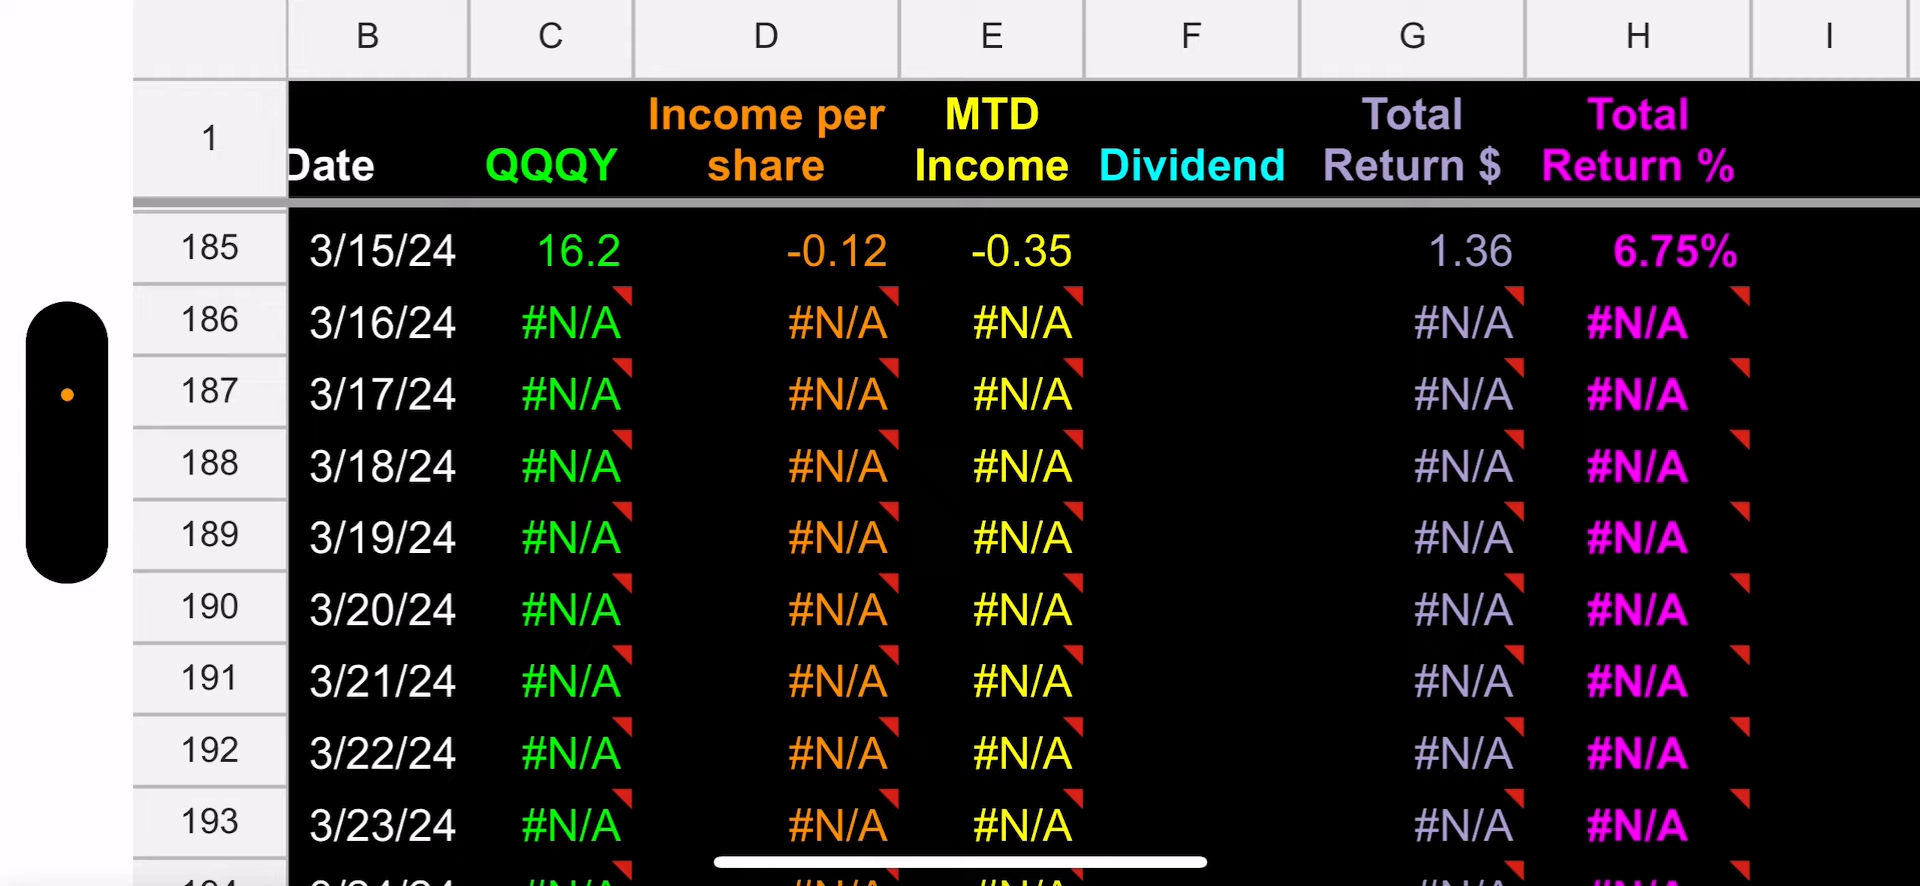 B C D E F G H I
1 Date QQQY Income per share MTD Income Dividend Total Return $ Total Return %
185 3/15/24 16.2 -0.12 -0.35 1.36 6.75%
186 3/16/24 #N/A #N/A #N/A #N/A #N/A
187 3/17/24 #N/A #N/A #N/A #N/A #N/A
188 3/18/24 #N/A #N/A #N/A #N/A #N/A
189 3/19/24 #N/A #N/A #N/A #N/A #N/A
190 3/20/24 #N/A #N/A #N/A #N/A #N/A
191 3/21/24 #N/A #N/A #N/A #N/A #N/A
192 3/22/24 #N/A #N/A #N/A #N/A #N/A
193 3/23/24 #N/A #N/A #N/A #N/A #N/A